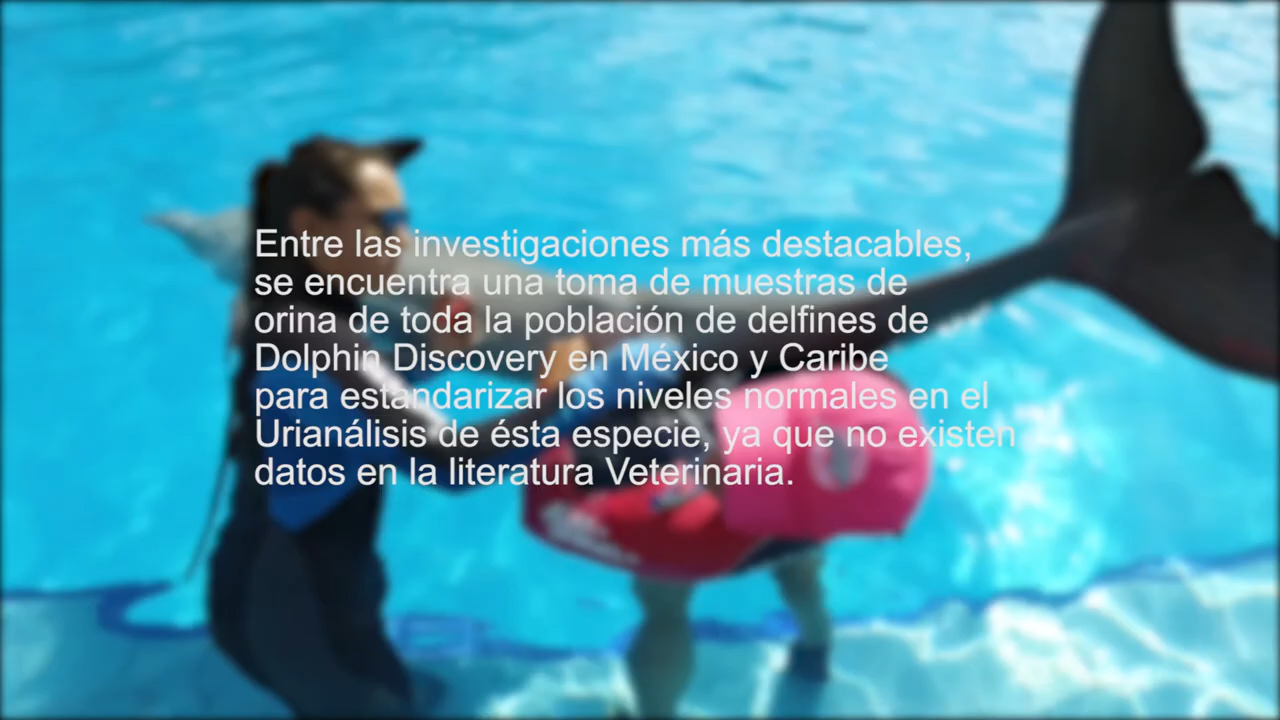 Entre las investigaciones más destacables,
se encuentra una toma de muestras de
orina de toda la población de delfines de
Dolphin Discovery en México y Caribe
para estandarizar los niveles normales en el
Urianálisis de ésta especie, ya que no existen
datos en la literatura Veterinaria.